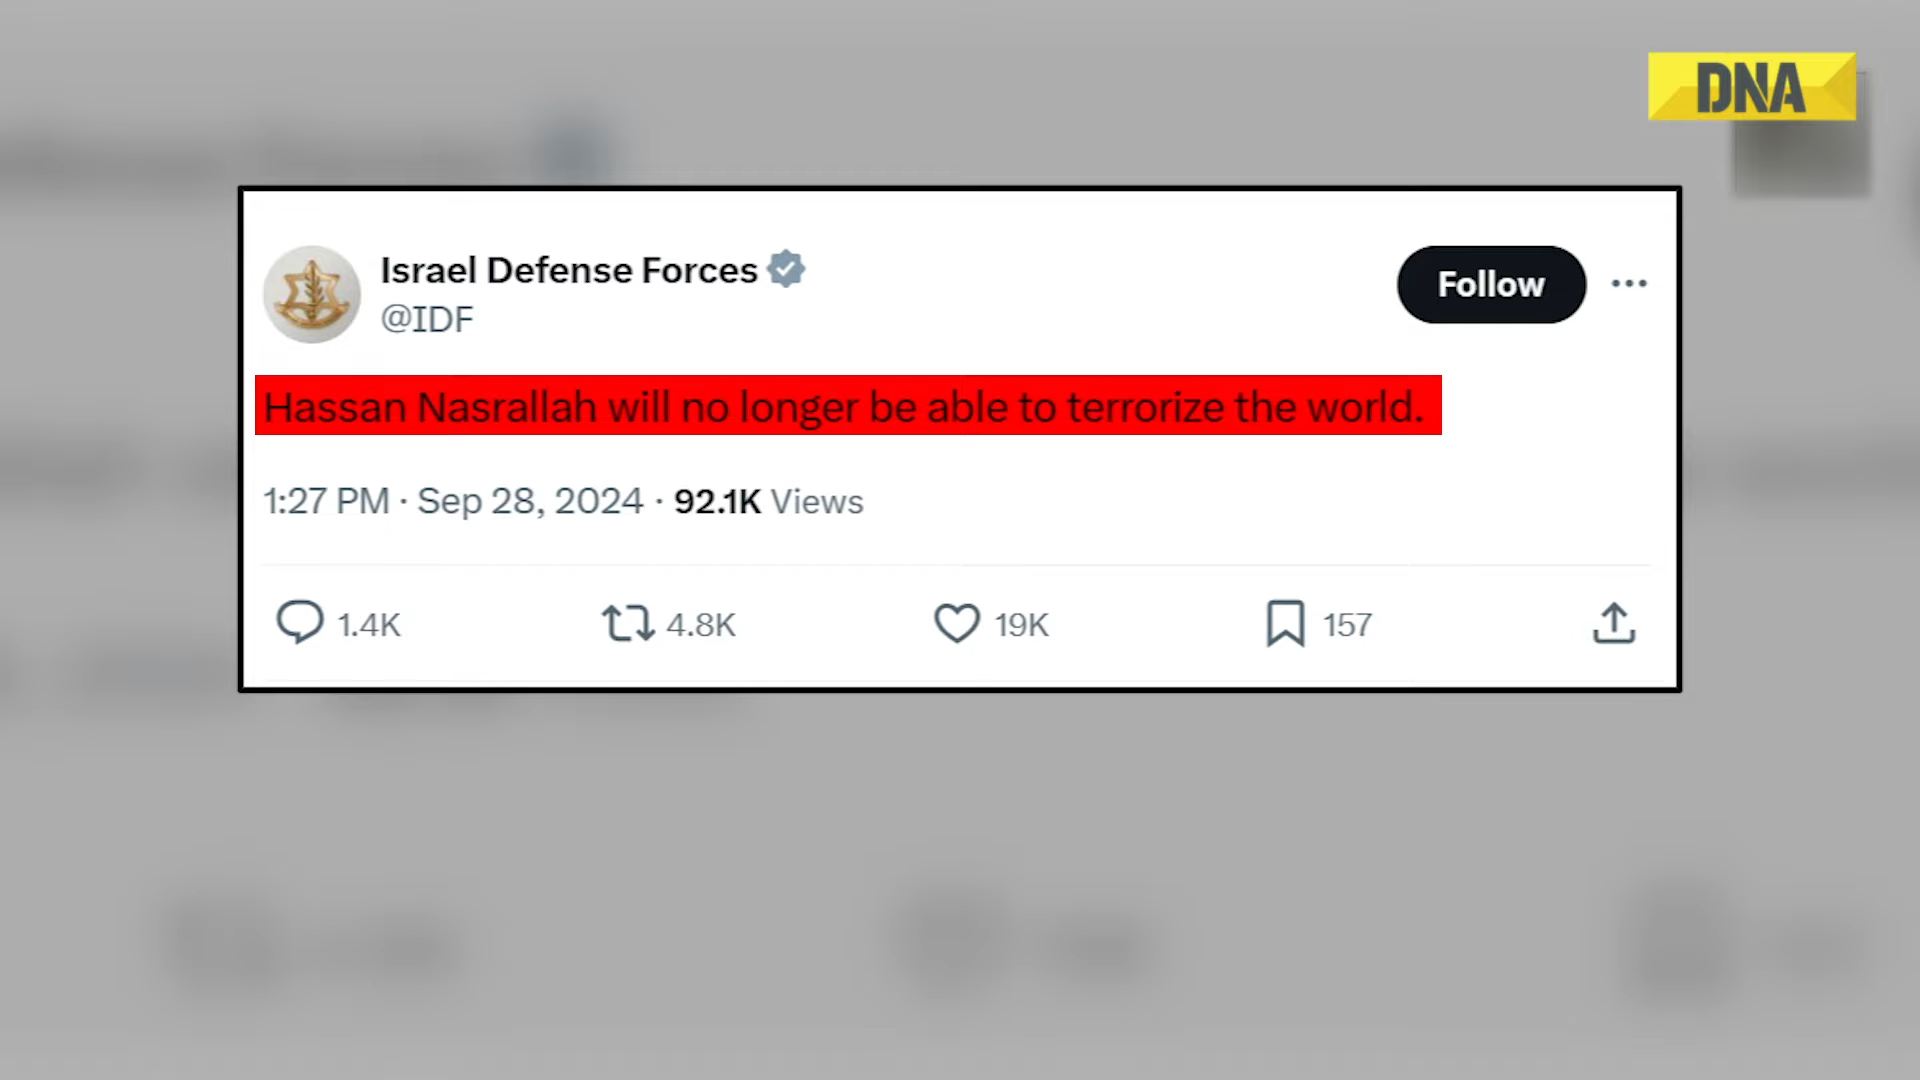 DNA
Israel Defense Forces
@IDF
Follow
Hassan Nasrallah will no longer be able to terrorize the world.
1:27 PM · Sep 28, 2024 · 92.1K Views
1.4K 4.8K 19K 157